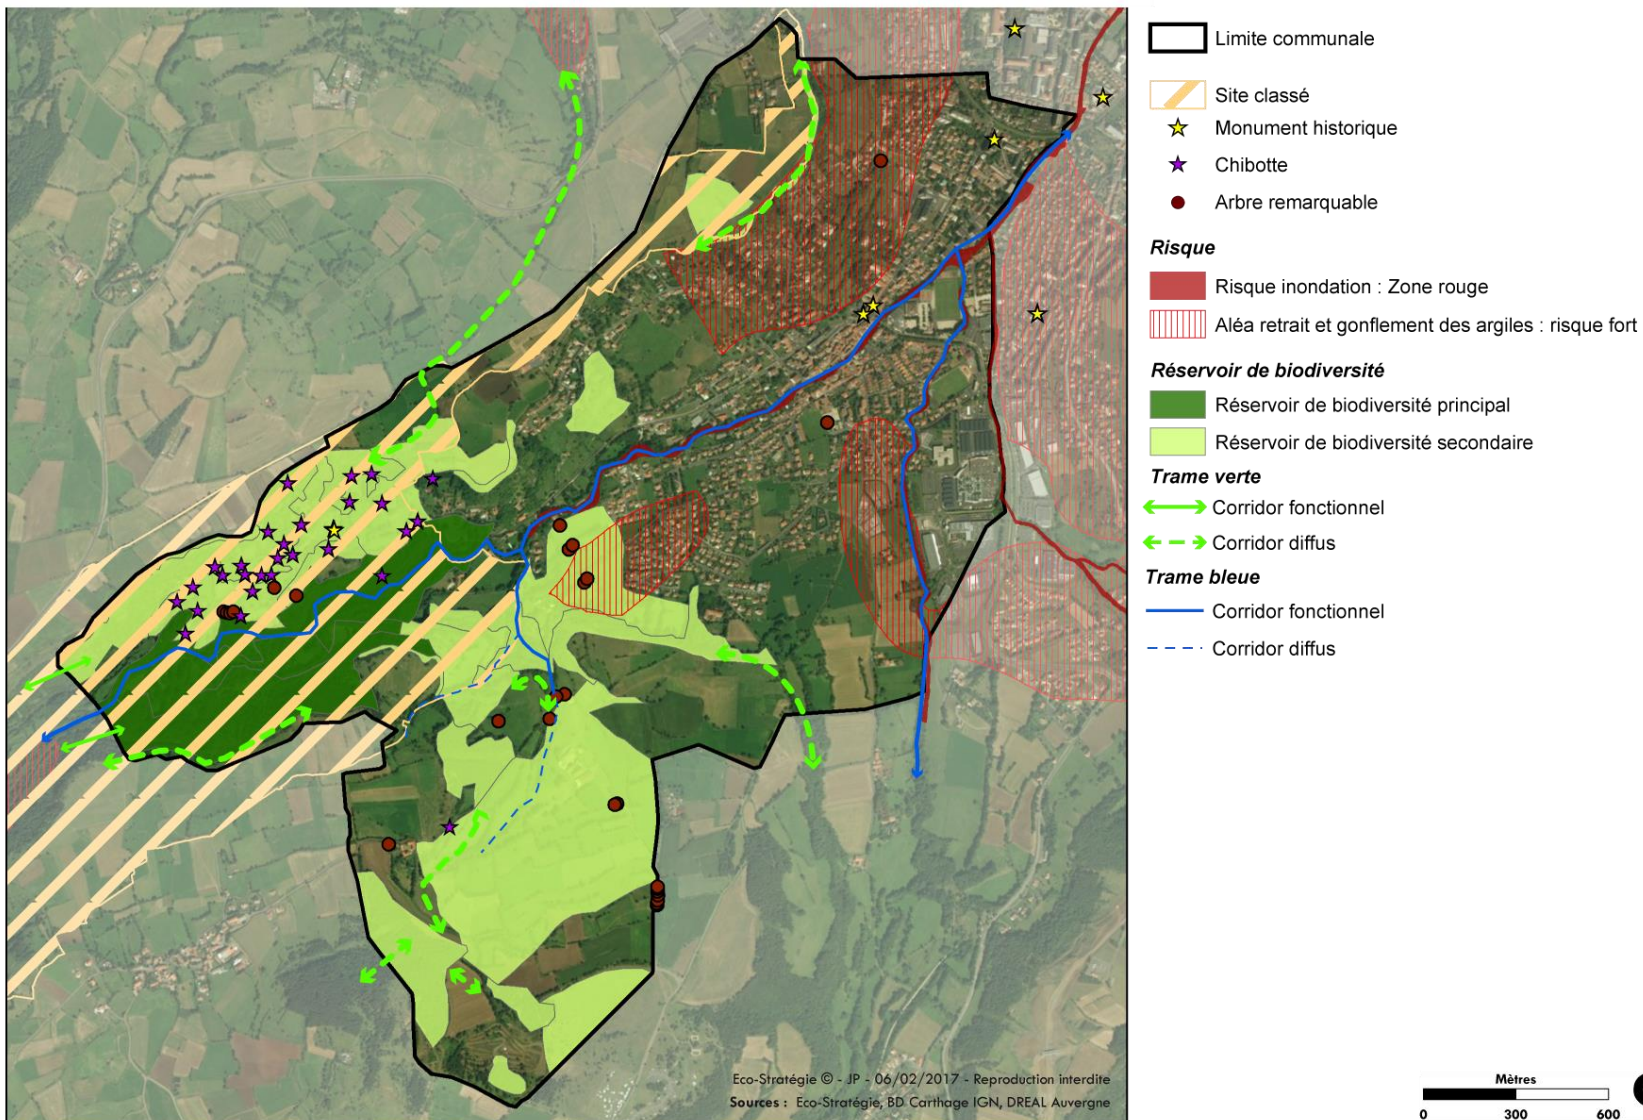 Limite communale
Site classé
Monument historique
Chibotte
Arbre remarquable
Risque
Risque inondation : Zone rouge
Aléa retrait et gonflement des argiles : risque fort
Réservoir de biodiversité
Réservoir de biodiversité principal
Réservoir de biodiversité secondaire
Trame verte
Corridor fonctionnel
Corridor diffus
Trame bleue
Corridor fonctionnel
Corridor diffus
Eco-Stratégie © - JP - 06/02/2017 - Reproduction interdite
Sources : Eco-Stratégie, BD Carthage IGN, DREAL Auvergne
Mètres
0 300 600